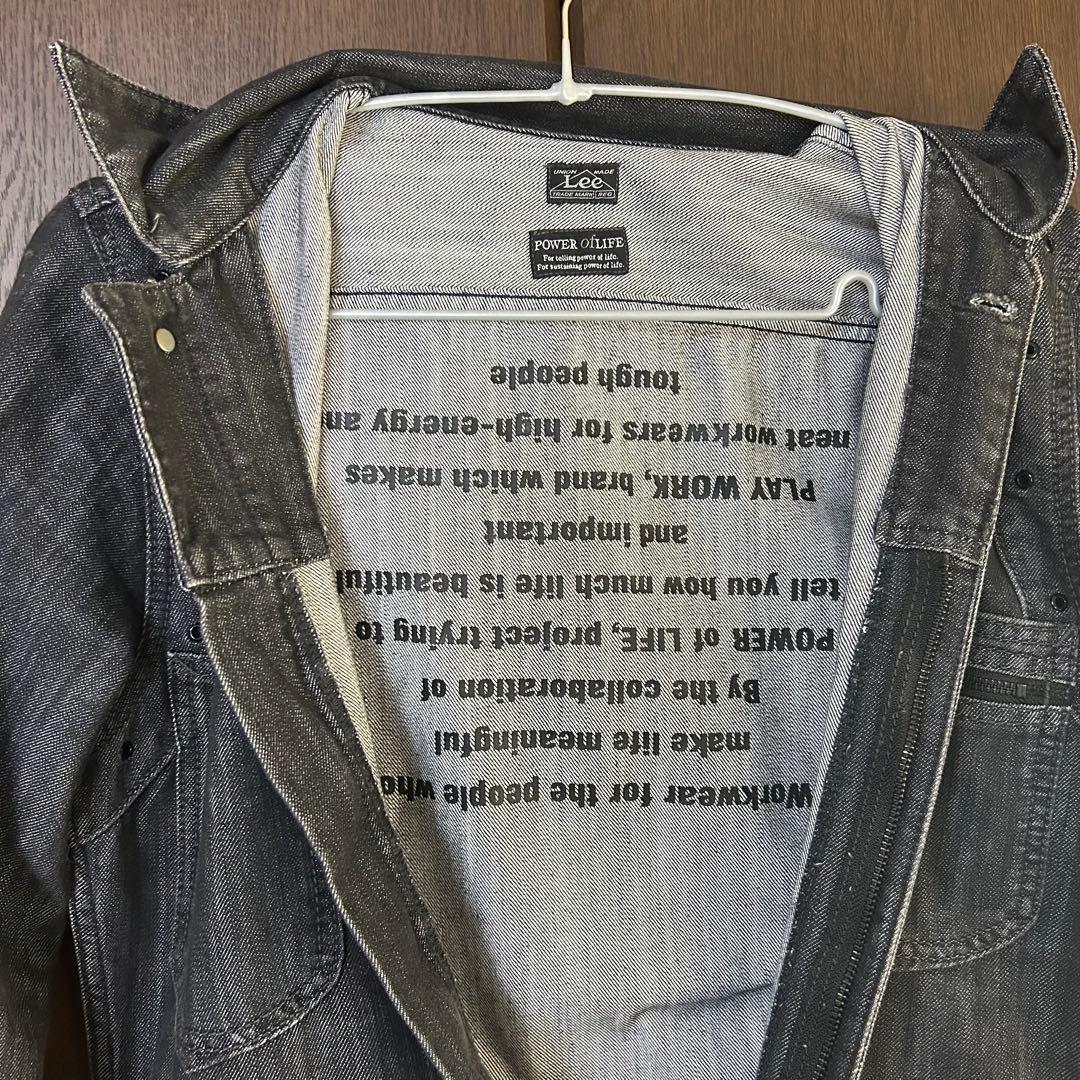 UNION MADE
Lee
TRADE MARK REG
POWER of LIFE
For telling power of life.
For sustaining power of life.
Workwear for the people who
make life meaningful
By the collaboration of
POWER of LIFE, project trying to
tell you how much life is beautiful
and important
PLAY WORK, brand which makes
neat workwears for high-energy an
tough people